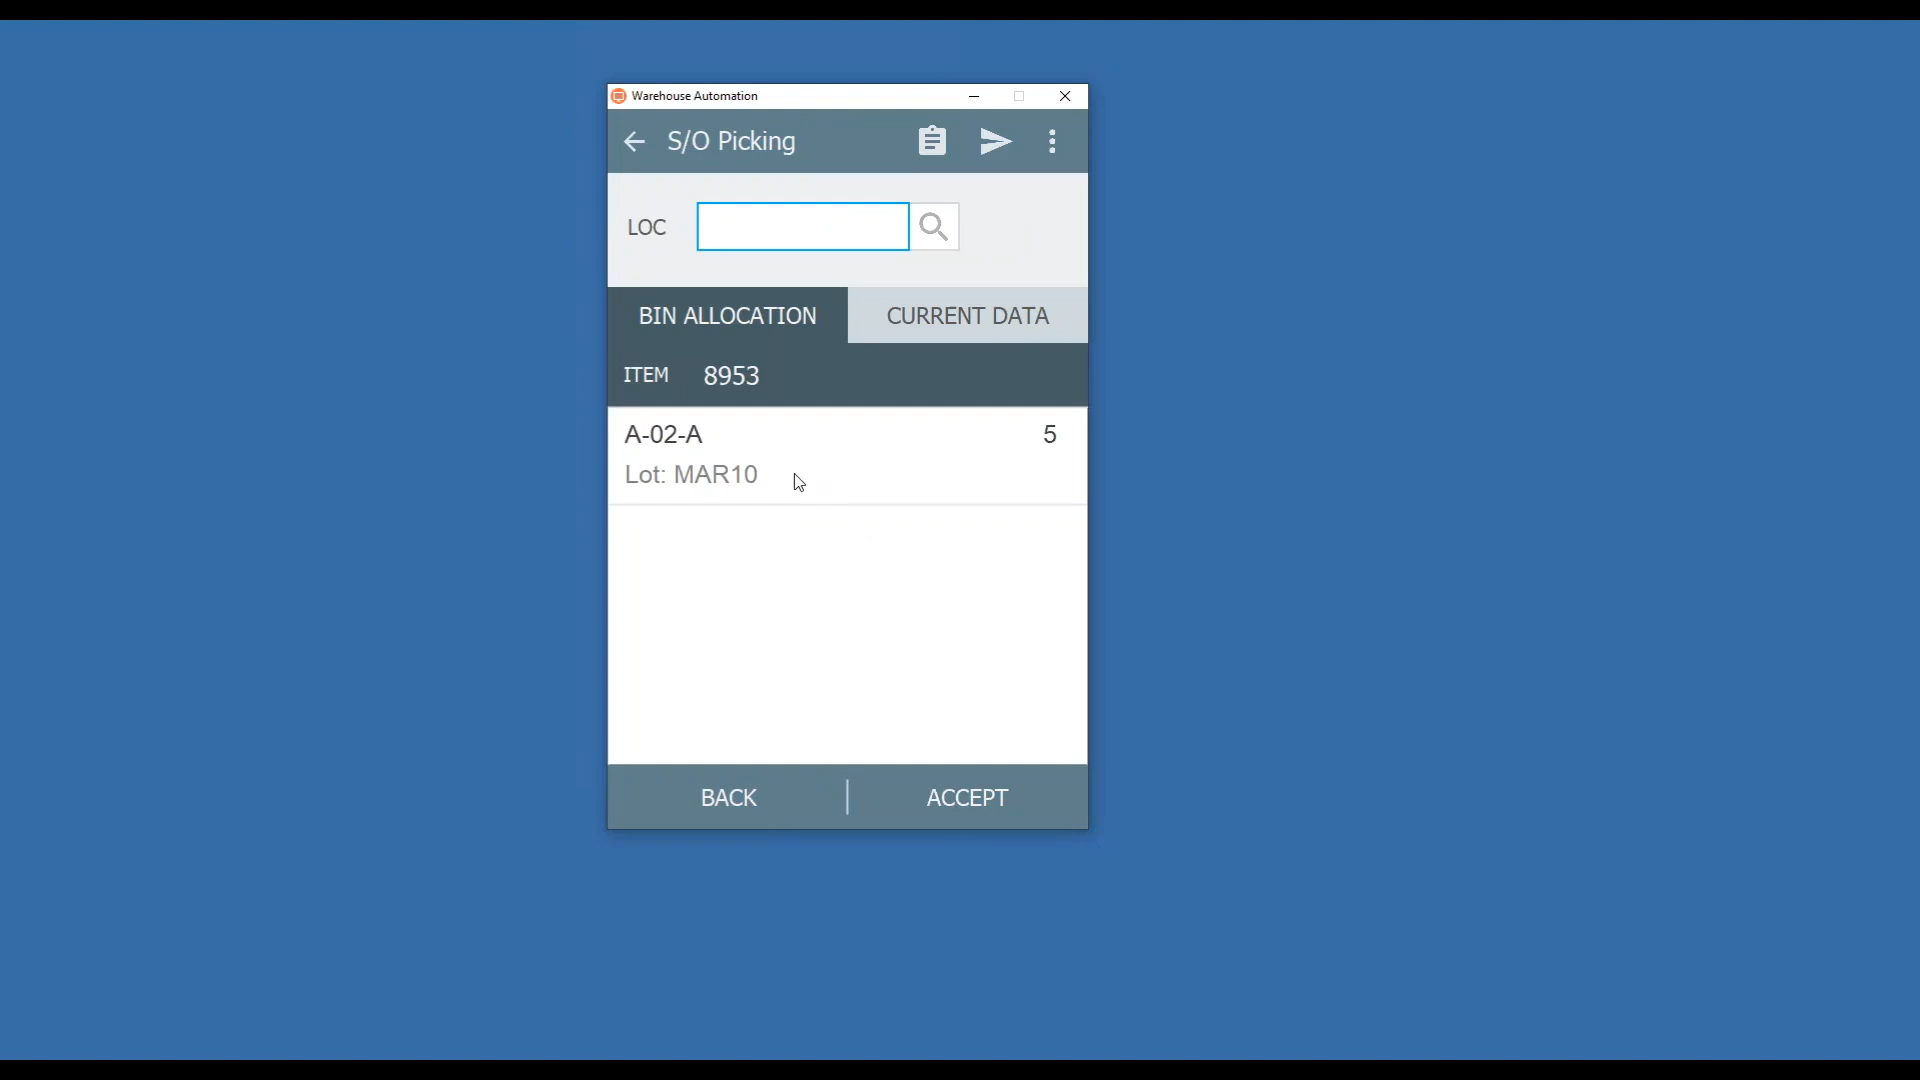 Warehouse Automation
S/O Picking
LOC
BIN ALLOCATION
CURRENT DATA
ITEM 8953
A-02-A 5
Lot: MAR10
BACK
ACCEPT